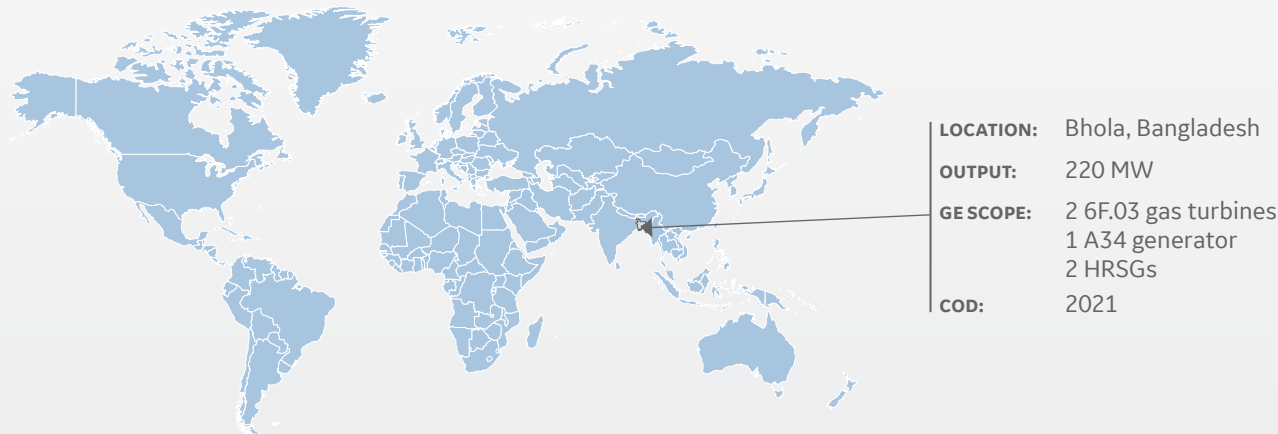 LOCATION: Bhola, Bangladesh
OUTPUT: 220 MW
GE SCOPE: 2 6F.03 gas turbines
1 A34 generator
2 HRSGs
COD: 2021